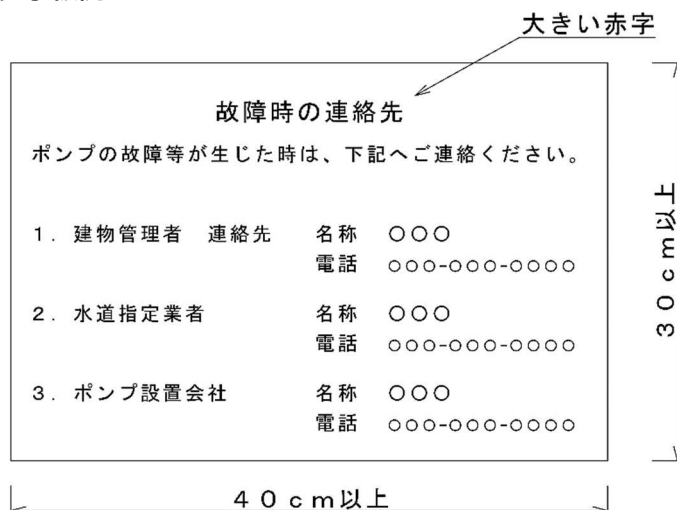 大きい赤字
故障時の連絡先
ポンプの故障等が生じた時は、下記へご連絡ください。
1. 建物管理者　連絡先　名称　○○○
電話　○○○-○○○-○○○○
2. 水道指定業者　名称　○○○
電話　○○○-○○○-○○○○
3. ポンプ設置会社　名称　○○○
電話　○○○-○○○-○○○○
30cm以上
40cm以上